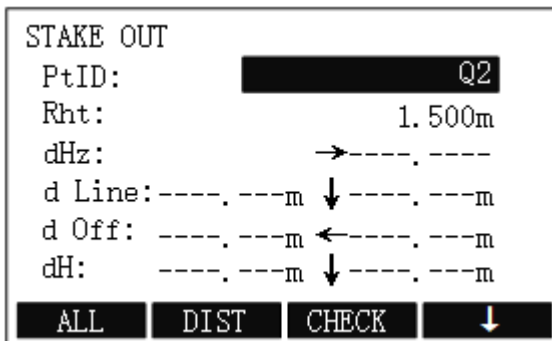 STAKE OUT
PtID: Q2
Rht: 1.500m
dHz: →----.----
d Line:----.---m ↓----.---m
d Off: ----.---m ←----.---m
dH: ----.---m ↓----.---m
ALL DIST CHECK ↓